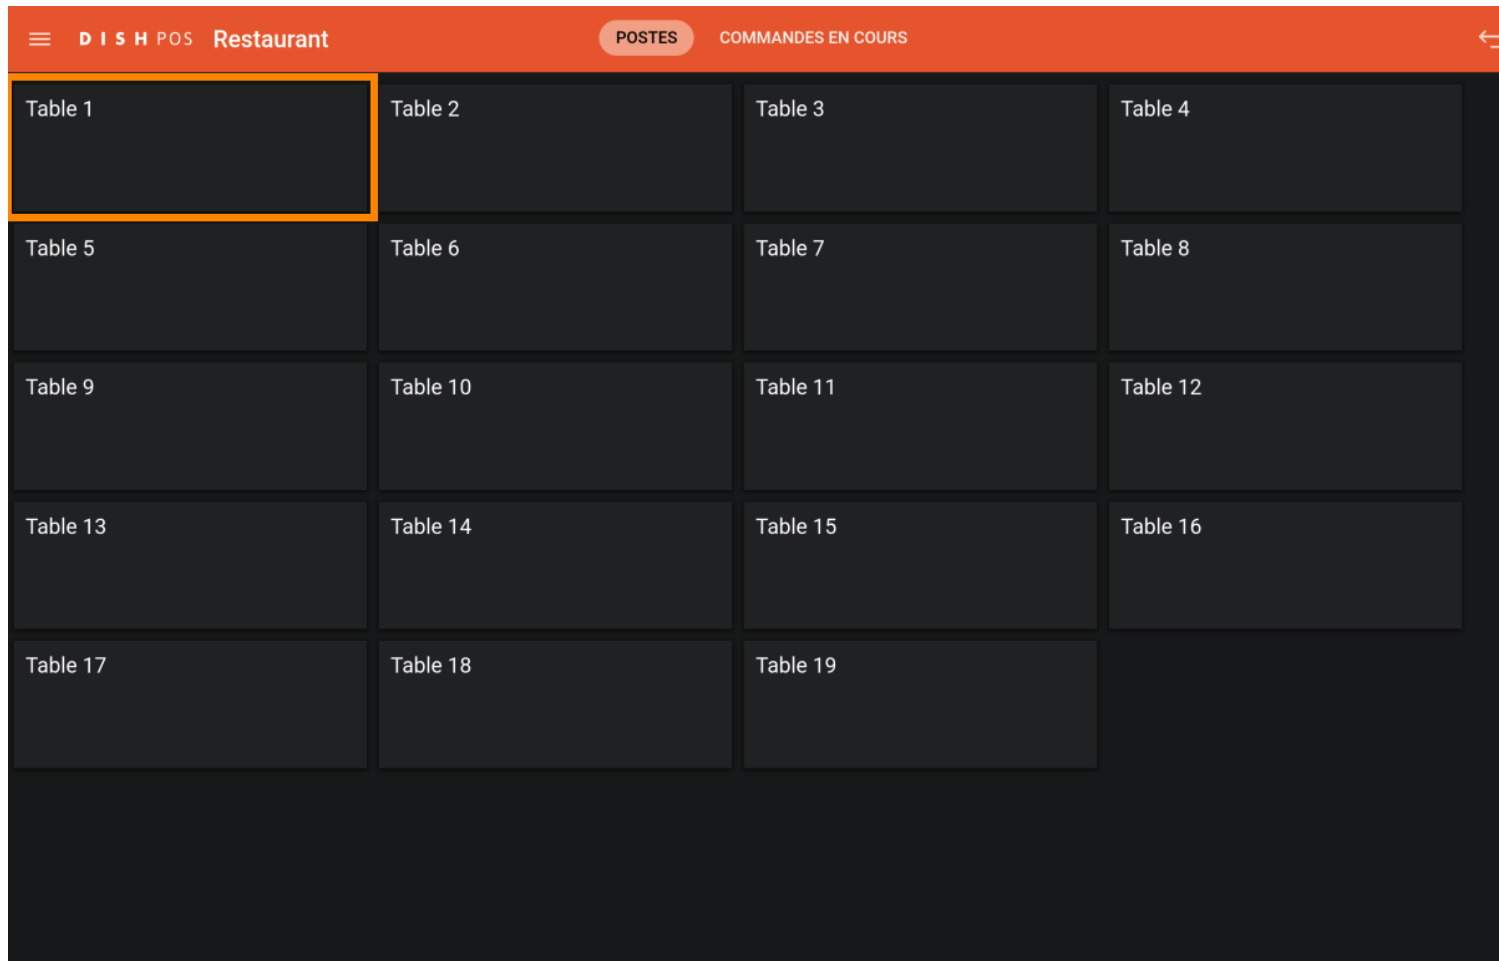 DISH POS Restaurant POSTES COMMANDES EN COURS
Table 1 Table 2 Table 3 Table 4
Table 5 Table 6 Table 7 Table 8
Table 9 Table 10 Table 11 Table 12
Table 13 Table 14 Table 15 Table 16
Table 17 Table 18 Table 19